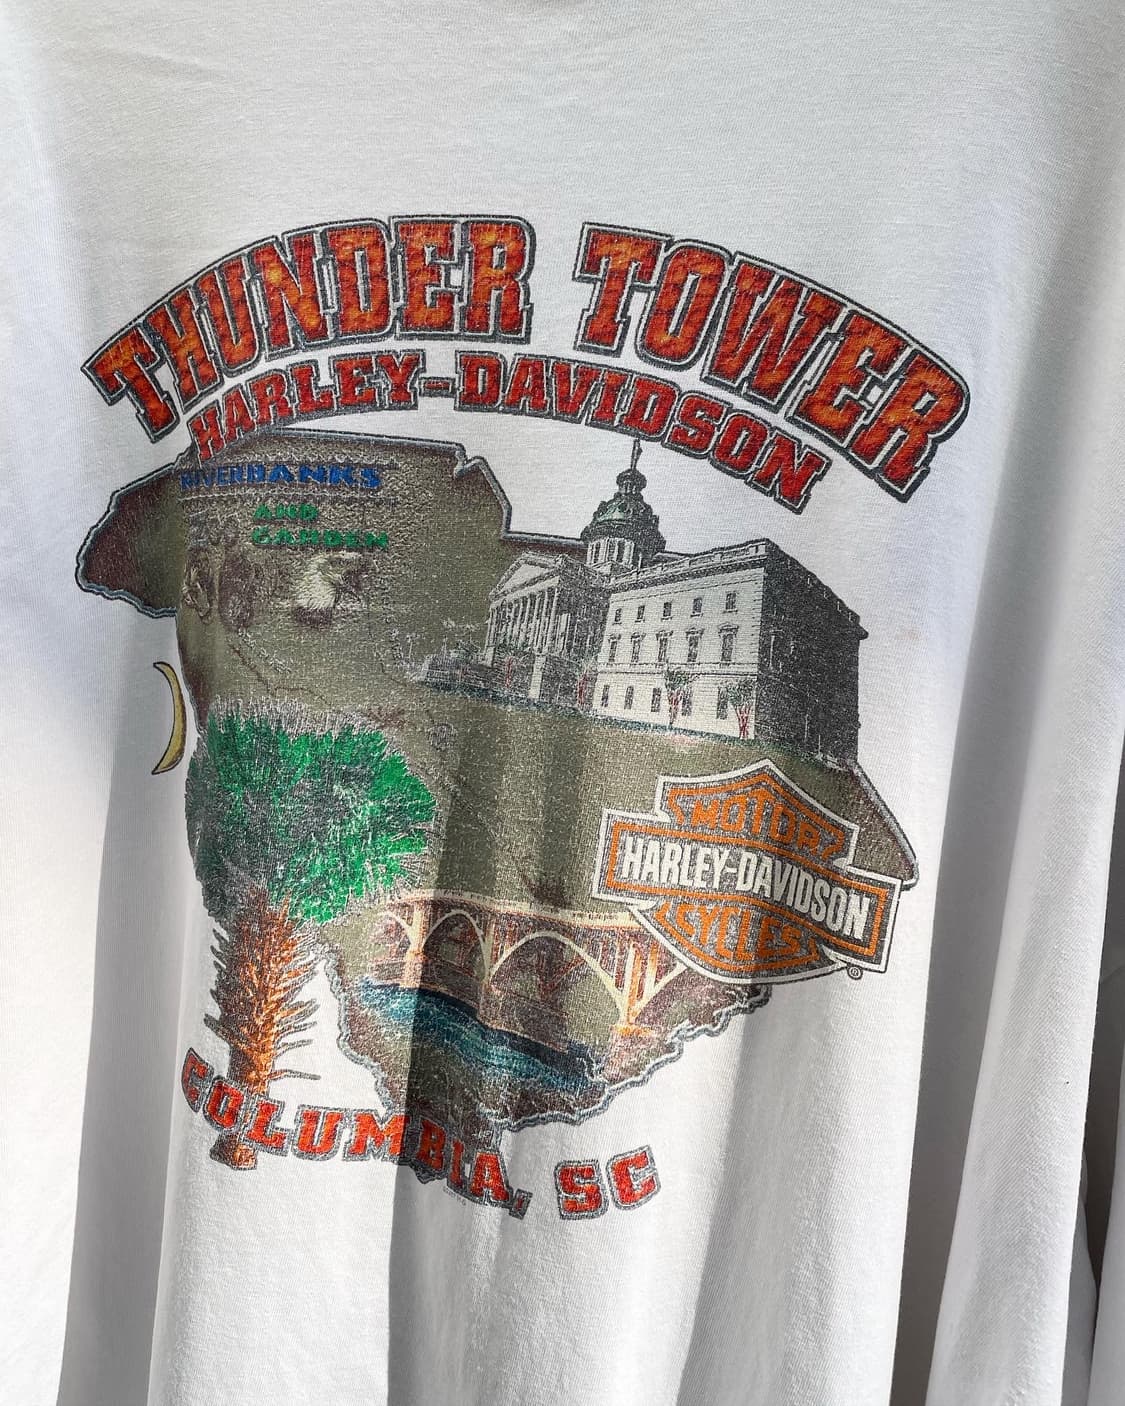 THUNDER TOWER
HARLEY-DAVIDSON
RIVERBANKS
AND
GARDEN
MOTOR
HARLEY-DAVIDSON
CYCLES
®
COLUMBIA, SC